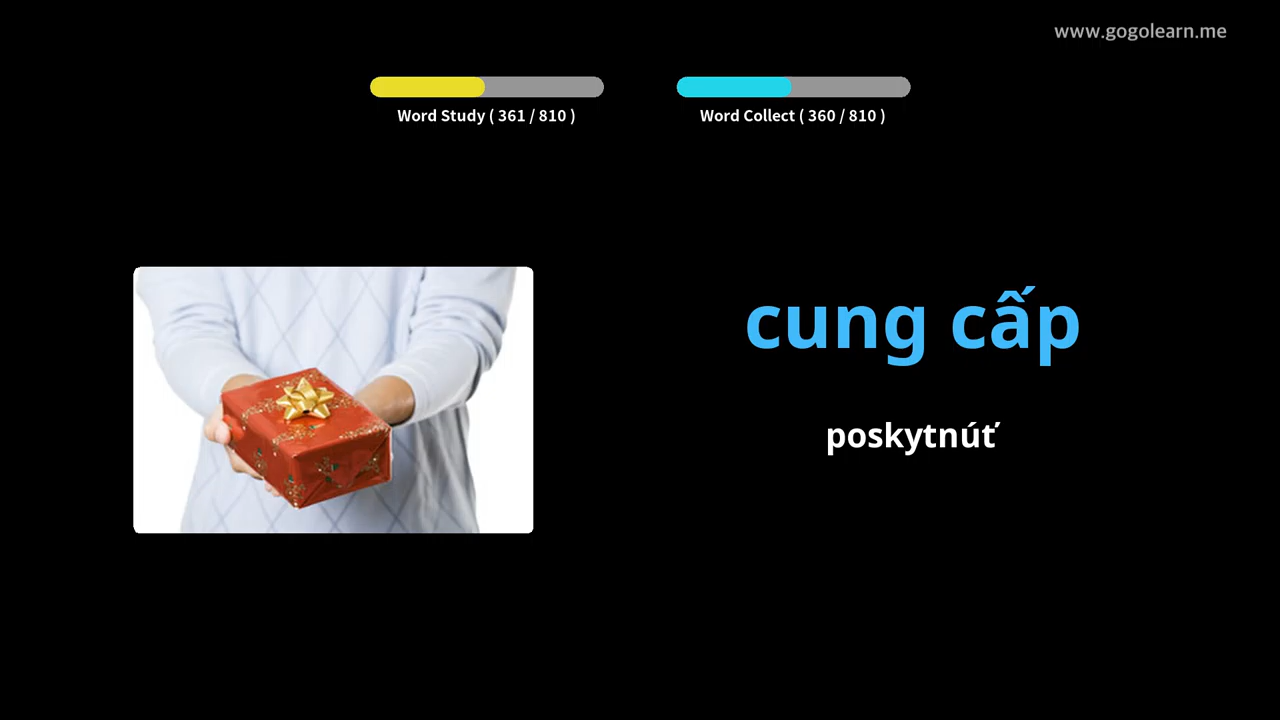 www.gogolearn.me
Word Study ( 361 / 810 )
Word Collect ( 360 / 810 )
cung cấp
poskytnúť